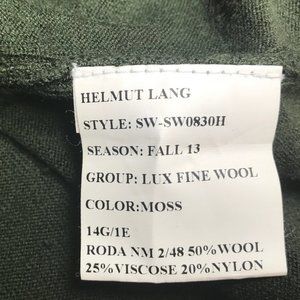 HELMUT LANG
STYLE: SW-SW0830H
SEASON: FALL 13
GROUP: LUX FINE WOOL
COLOR:MOSS
14G/1E
RODA NM 2/48 50%WOOL
25%VISCOSE 20%NYLON